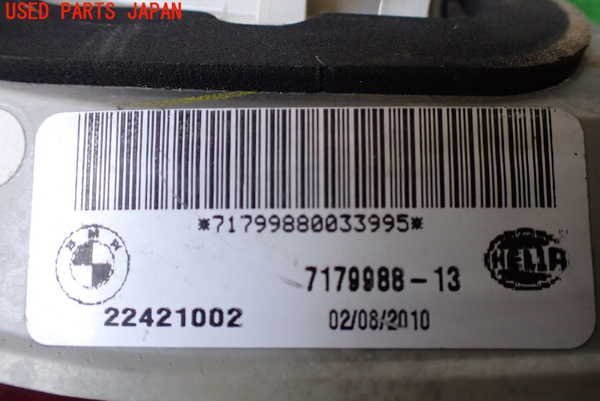 USED PARTS JAPAN
*71799880033995*
BMW
7179988-13
HELLA
22421002
02/08/2010